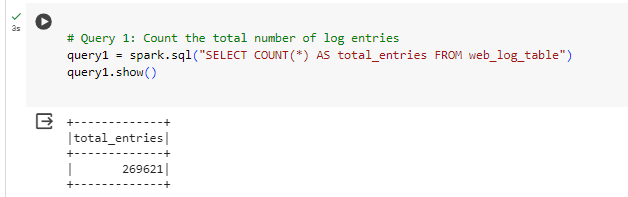 3s
# Query 1: Count the total number of log entries
query1 = spark.sql("SELECT COUNT(*) AS total_entries FROM web_log_table")
query1.show()
+-------------+
|total_entries|
+-------------+
|       269621|
+-------------+